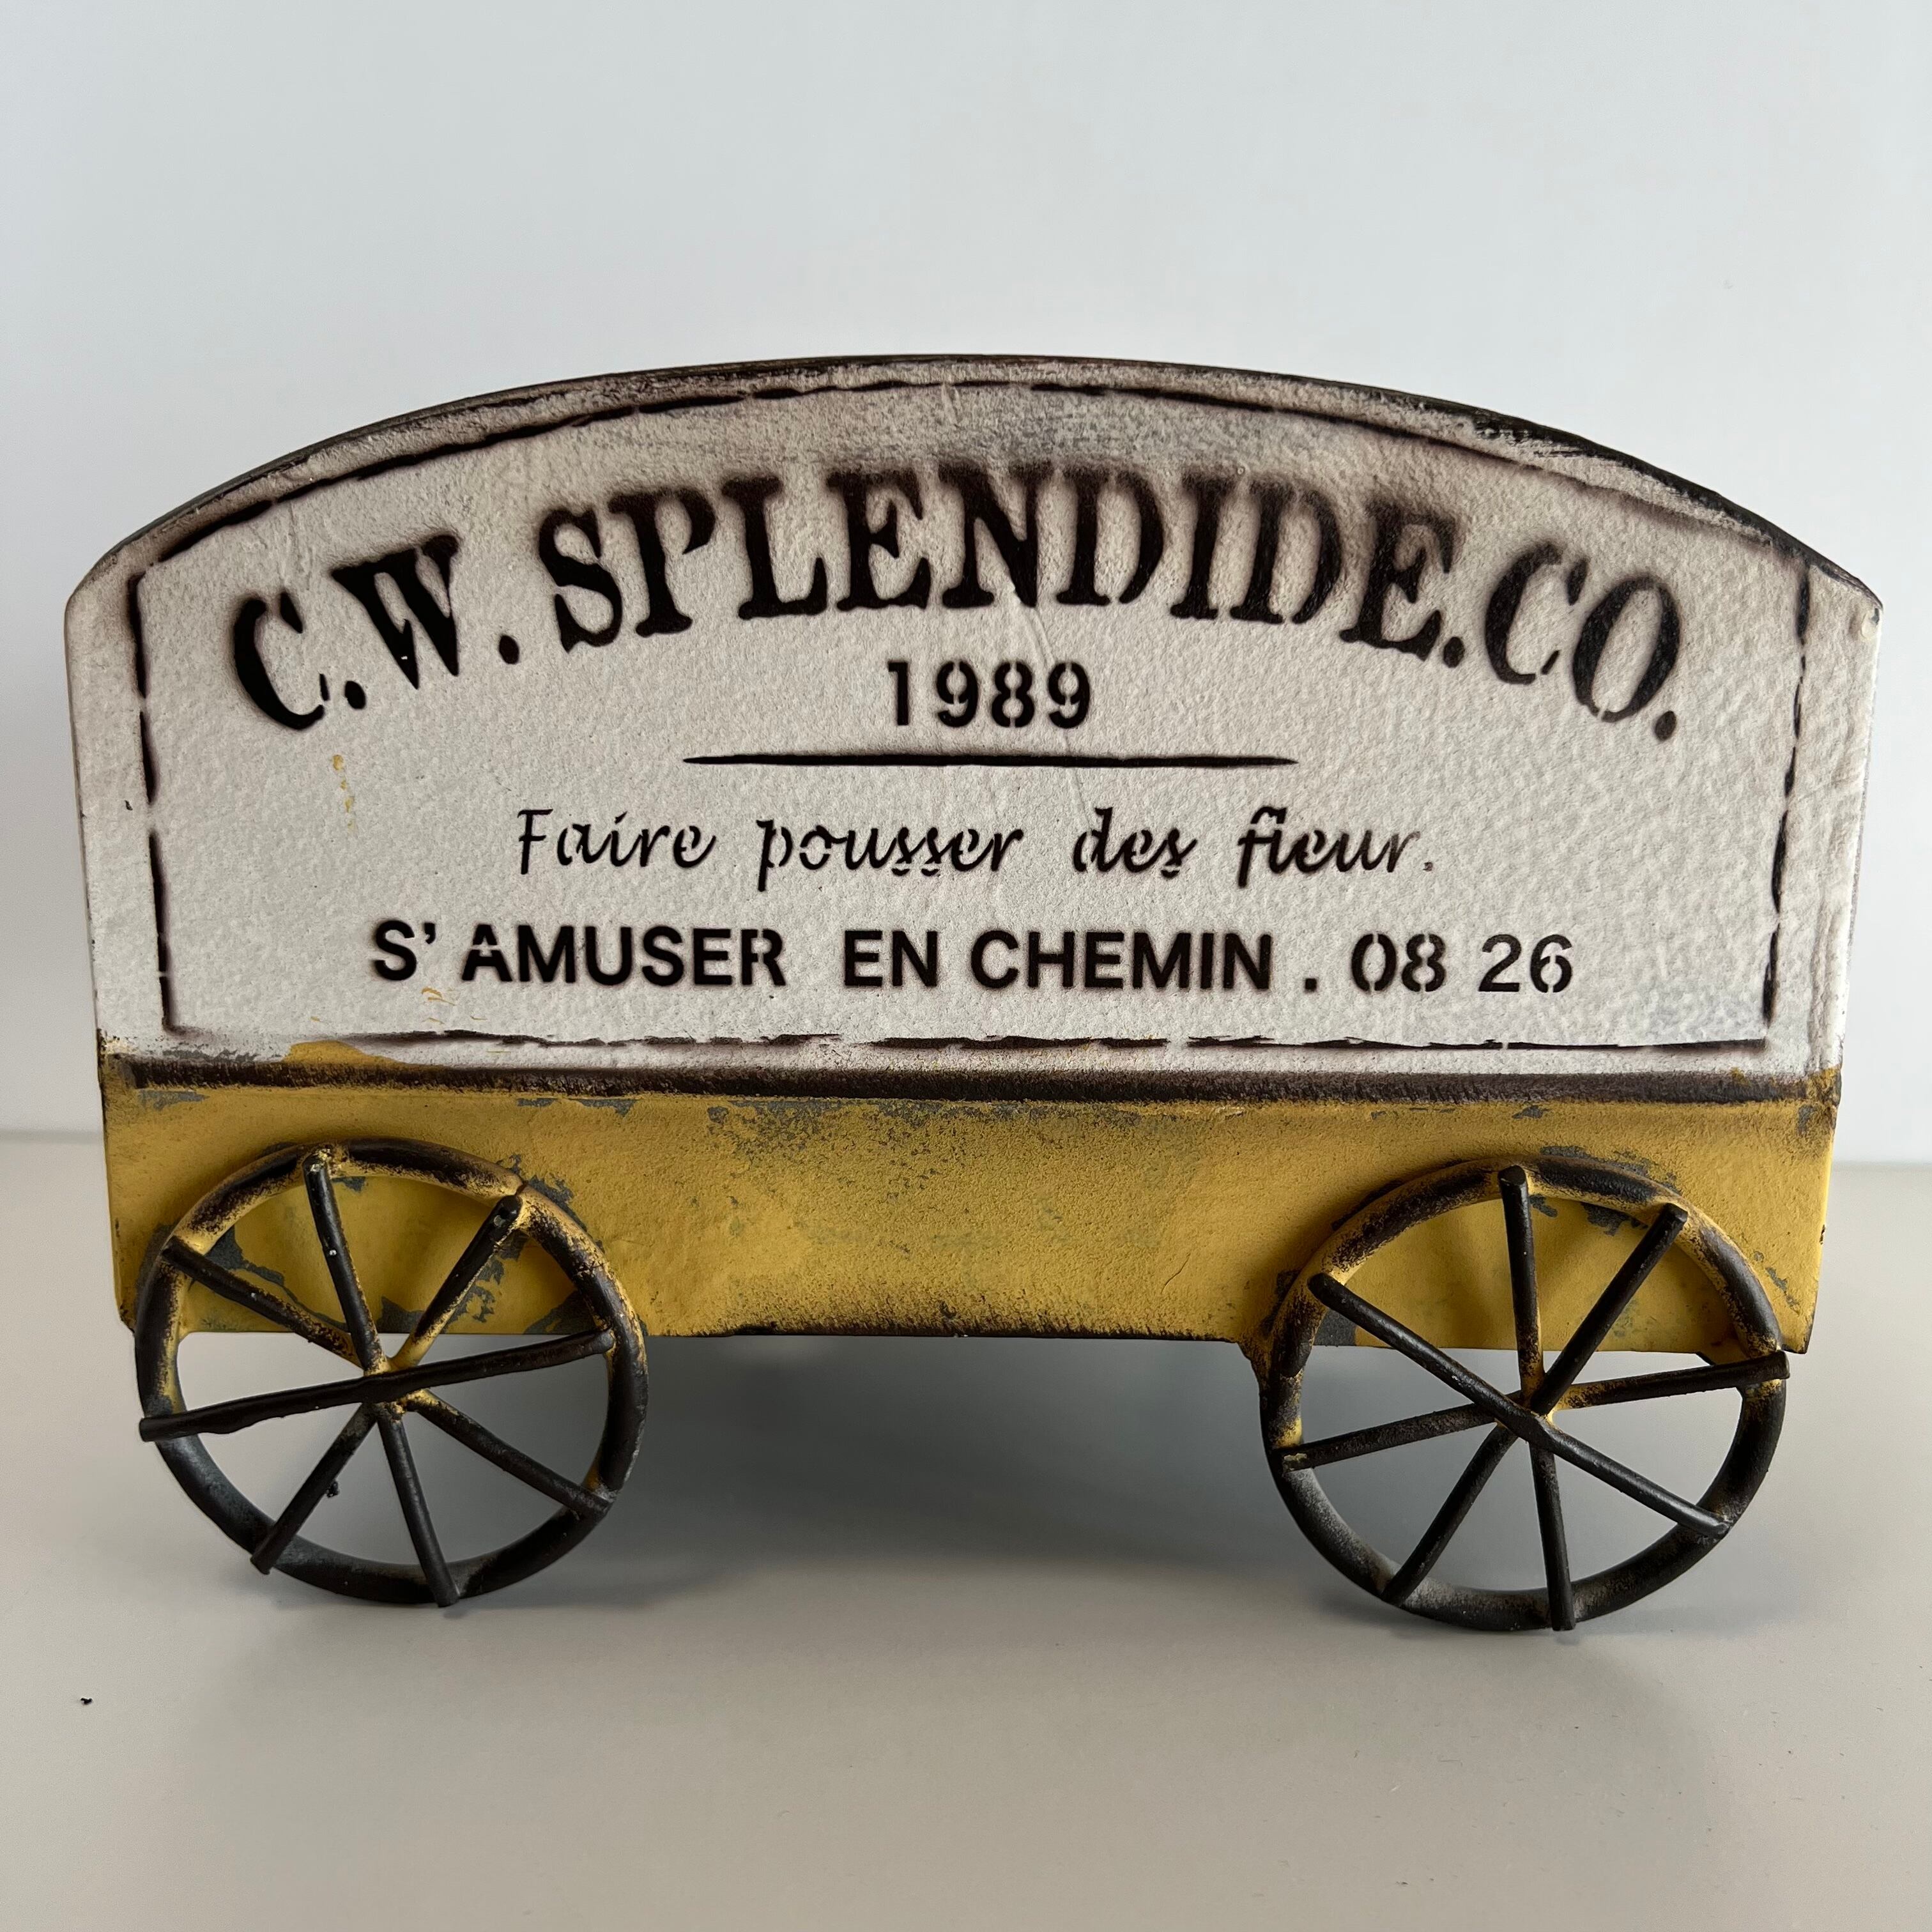 C.W. SPLENDIDE.CO.
1989
Faire pousser des fieur.
S' AMUSER EN CHEMIN . 08 26